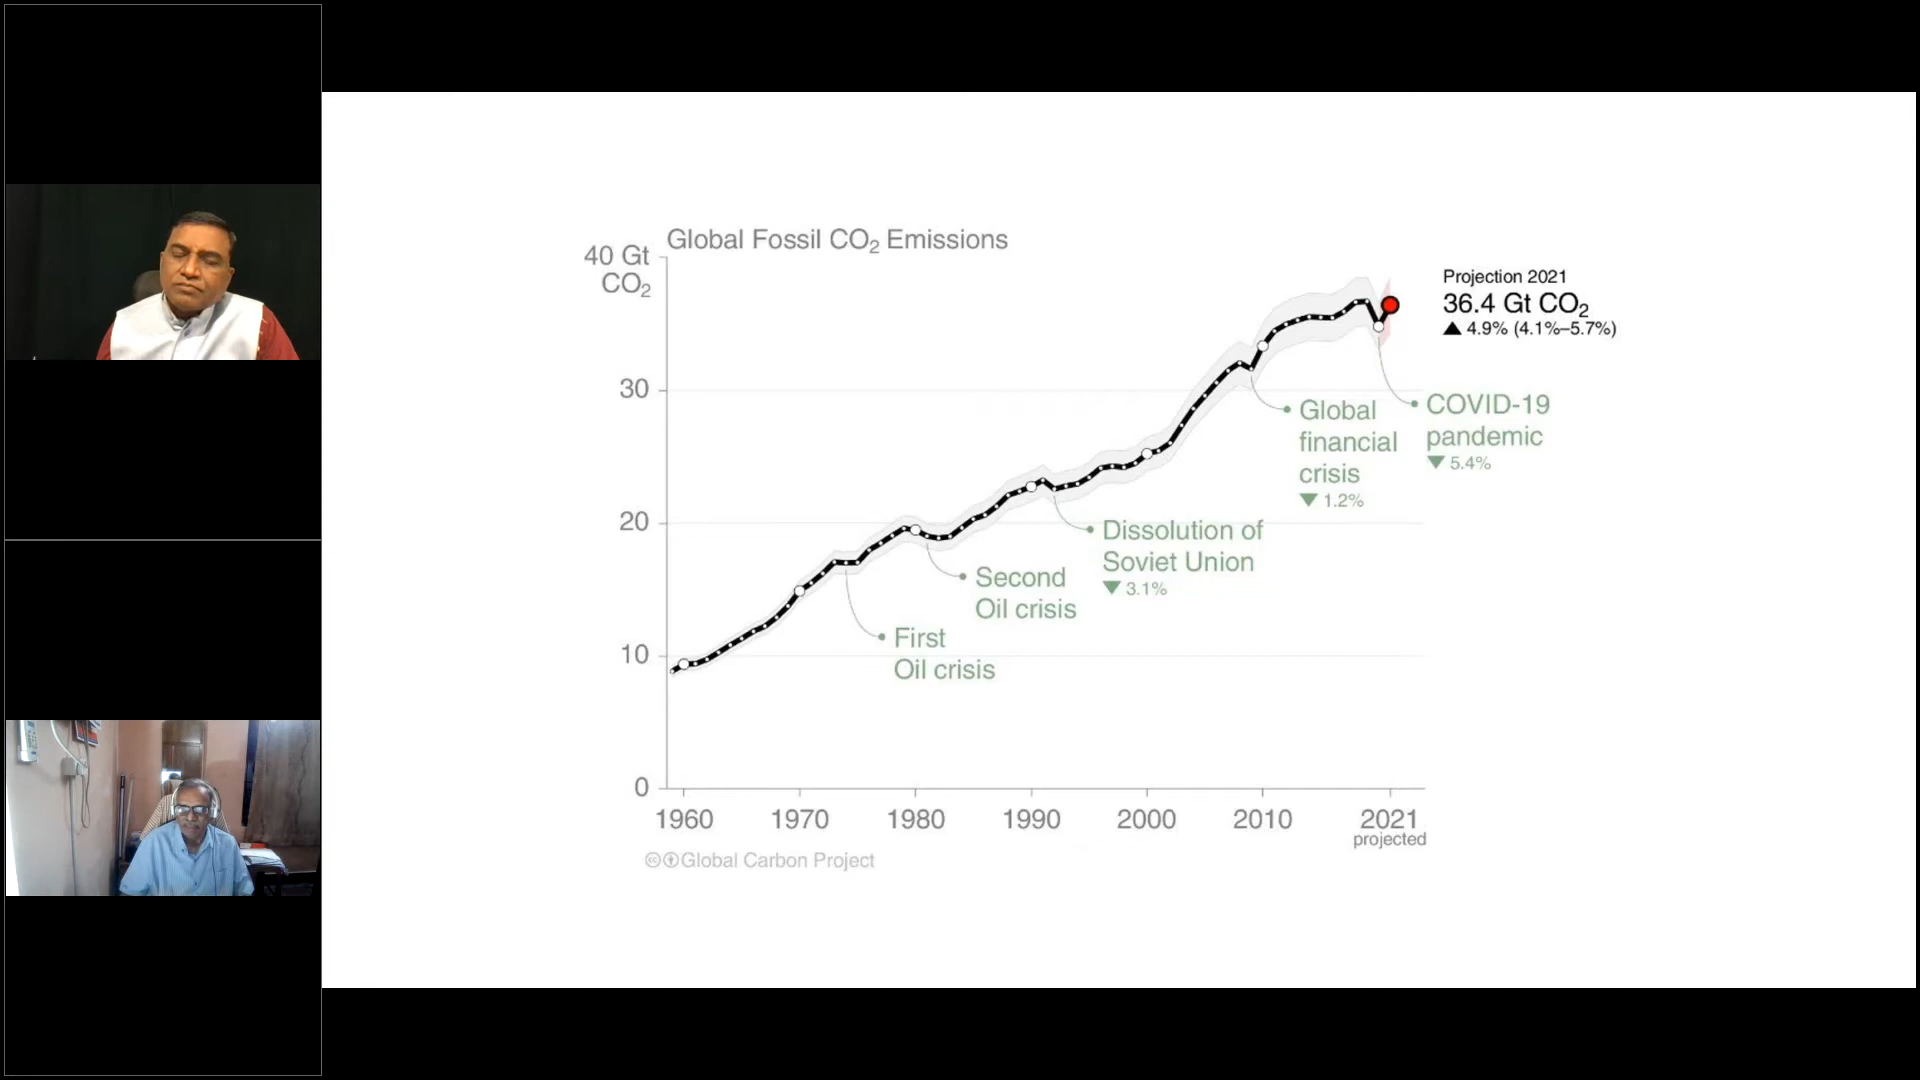 Global Fossil CO₂ Emissions
40 Gt
CO₂
30
20
10
0
1960 1970 1980 1990 2000 2010 2021
projected
Projection 2021
36.4 Gt CO₂
▲ 4.9% (4.1%–5.7%)
COVID-19
pandemic
▼ 5.4%
Global
financial
crisis
▼ 1.2%
Dissolution of
Soviet Union
▼ 3.1%
Second
Oil crisis
First
Oil crisis
Global Carbon Project